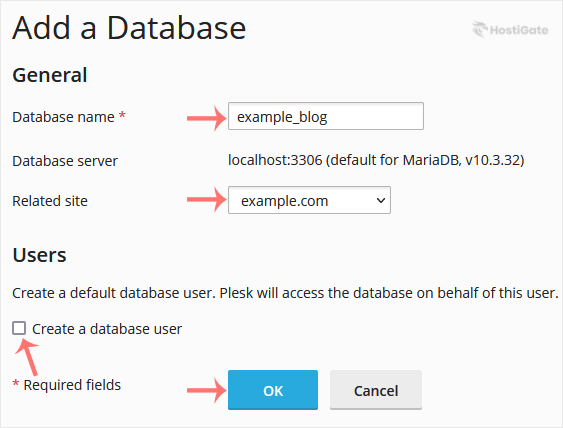 Add a Database
HostiGate
General
Database name *
example_blog
Database server
localhost:3306 (default for MariaDB, v10.3.32)
Related site
example.com
Users
Create a default database user. Plesk will access the database on behalf of this user.
Create a database user
* Required fields
OK
Cancel